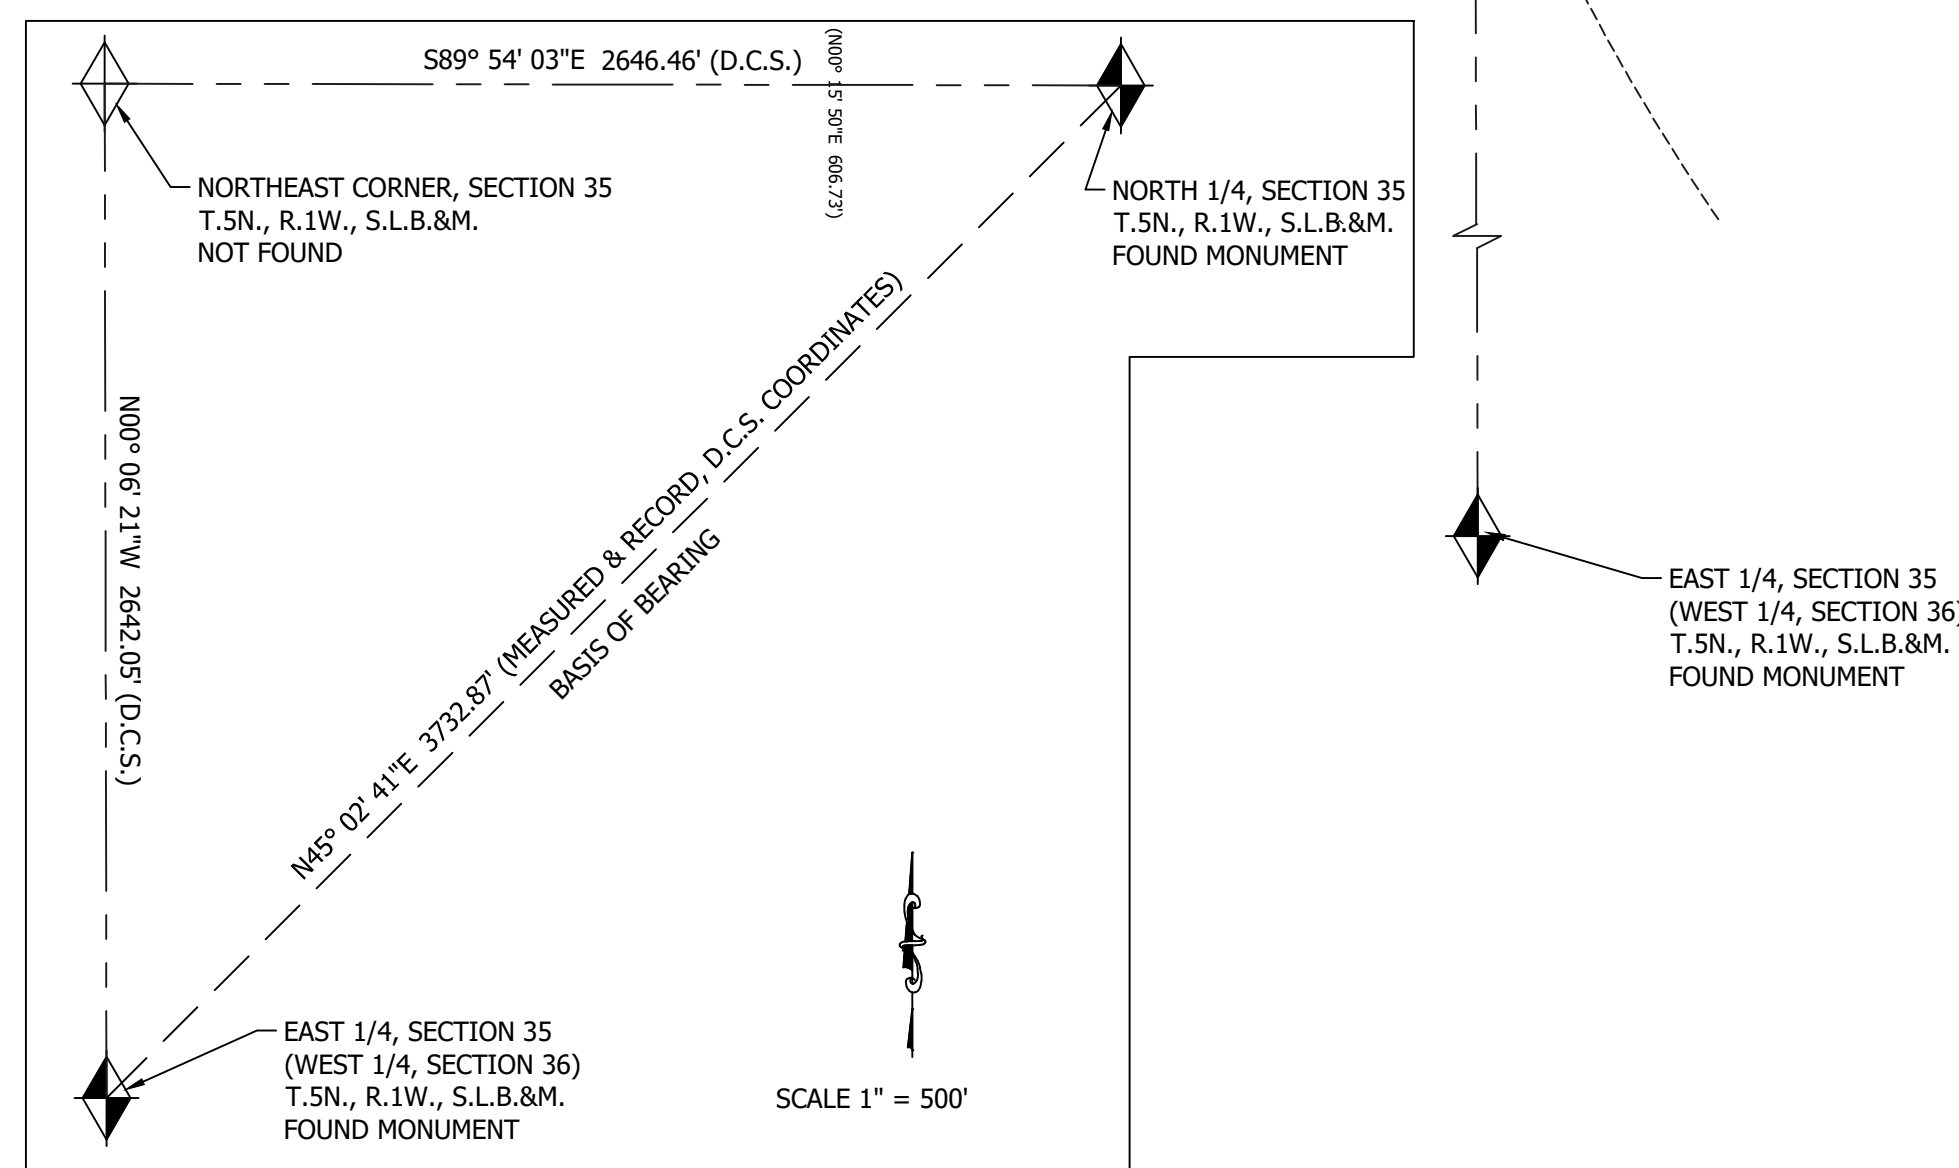 S89° 54' 03"E 2646.46' (D.C.S.)
(N00° 15' 50"E 606.73')
NORTHEAST CORNER, SECTION 35
T.5N., R.1W., S.L.B.&M.
NOT FOUND
NORTH 1/4, SECTION 35
T.5N., R.1W., S.L.B.&M.
FOUND MONUMENT
N00° 06' 21"W 2642.05' (D.C.S.)
N45° 02' 41"E 3732.87' (MEASURED & RECORD, D.C.S. COORDINATES)
BASIS OF BEARING
EAST 1/4, SECTION 35
(WEST 1/4, SECTION 36)
T.5N., R.1W., S.L.B.&M.
FOUND MONUMENT
SCALE 1" = 500'
EAST 1/4, SECTION 35
(WEST 1/4, SECTION 36)
T.5N., R.1W., S.L.B.&M.
FOUND MONUMENT